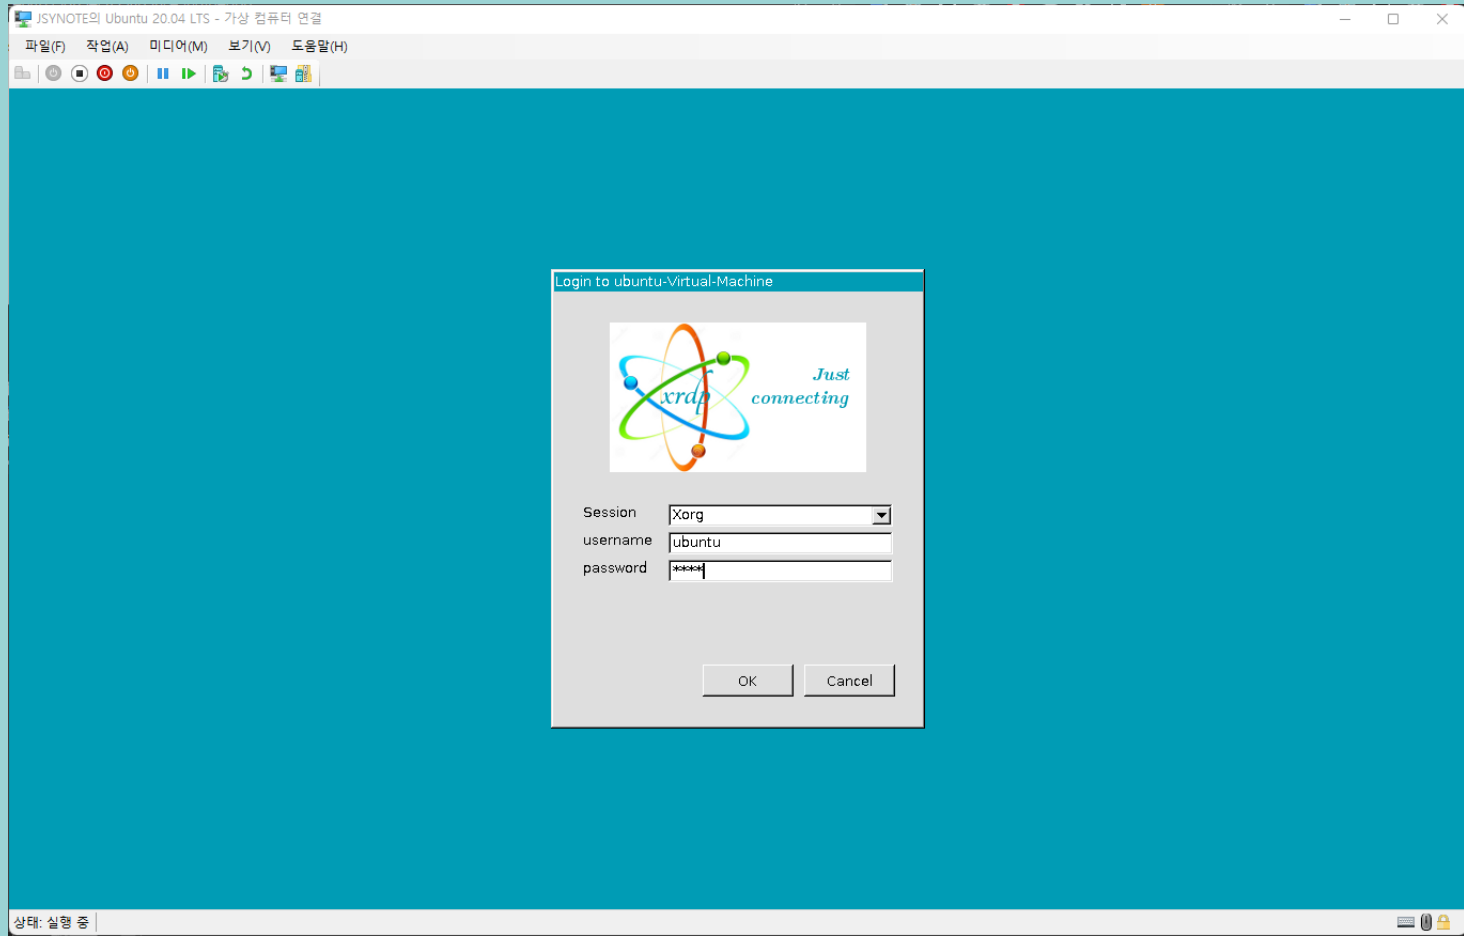 JSYNOTE의 Ubuntu 20.04 LTS - 가상 컴퓨터 연결
파일(F) 작업(A) 미디어(M) 보기(V) 도움말(H)
Login to ubuntu-Virtual-Machine
Just
xrdp connecting
Session Xorg
username ubuntu
password ****
OK Cancel
상태: 실행 중